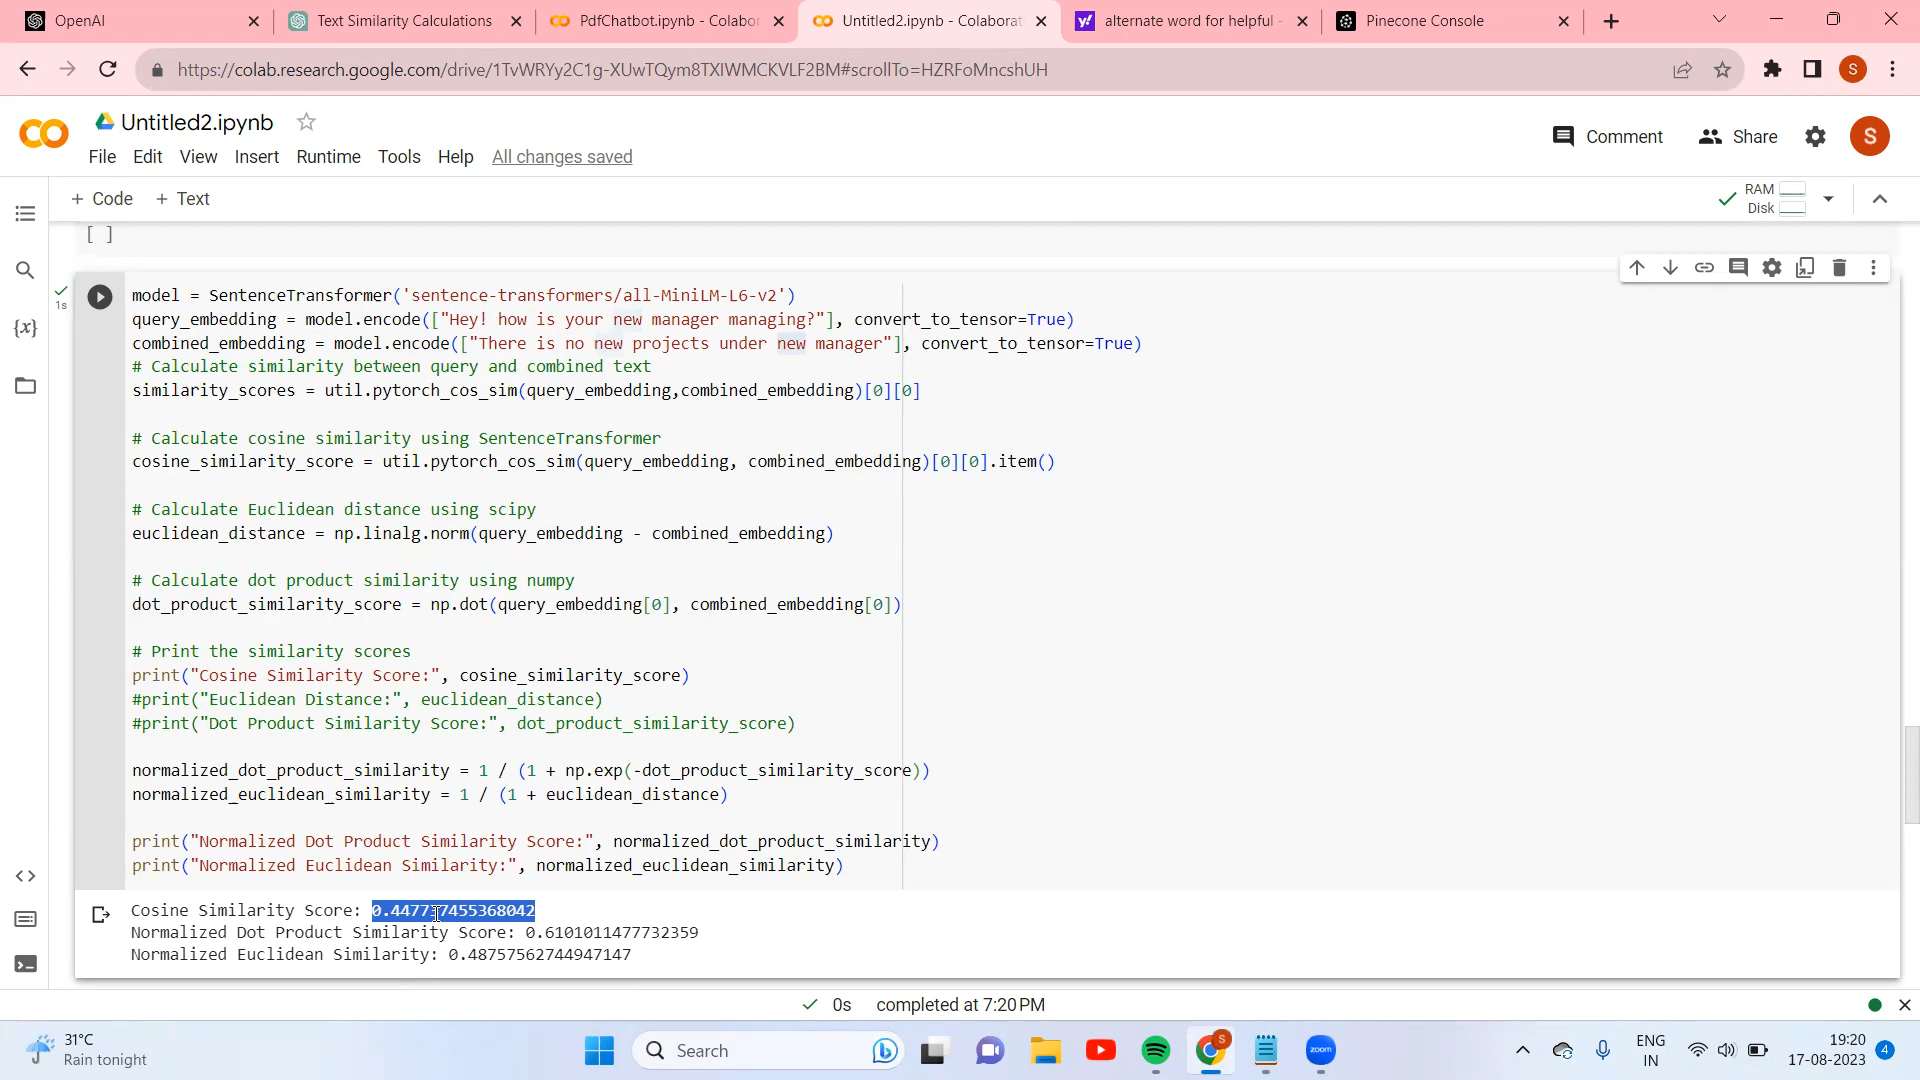 OpenAI
Text Similarity Calculations
PdfChatbot.ipynb - Colabor
Untitled2.ipynb - Colaborat
alternate word for helpful -
Pinecone Console
https://colab.research.google.com/drive/1TvWRYy2C1g-XUwTQym8TXlWMCKVLF2BM#scrollTo=HZRFoMncshUH
S
Untitled2.ipynb
Comment
Share
S
File Edit View Insert Runtime Tools Help All changes saved
+ Code + Text
RAM
Disk
[ ]
1s
model = SentenceTransformer('sentence-transformers/all-MiniLM-L6-v2')
query_embedding = model.encode(["Hey! how is your new manager managing?"], convert_to_tensor=True)
combined_embedding = model.encode(["There is no new projects under new manager"], convert_to_tensor=True)
# Calculate similarity between query and combined text
similarity_scores = util.pytorch_cos_sim(query_embedding,combined_embedding)[0][0]
# Calculate cosine similarity using SentenceTransformer
cosine_similarity_score = util.pytorch_cos_sim(query_embedding, combined_embedding)[0][0].item()
# Calculate Euclidean distance using scipy
euclidean_distance = np.linalg.norm(query_embedding - combined_embedding)
# Calculate dot product similarity using numpy
dot_product_similarity_score = np.dot(query_embedding[0], combined_embedding[0])
# Print the similarity scores
print("Cosine Similarity Score:", cosine_similarity_score)
#print("Euclidean Distance:", euclidean_distance)
#print("Dot Product Similarity Score:", dot_product_similarity_score)
normalized_dot_product_similarity = 1 / (1 + np.exp(-dot_product_similarity_score))
normalized_euclidean_similarity = 1 / (1 + euclidean_distance)
print("Normalized Dot Product Similarity Score:", normalized_dot_product_similarity)
print("Normalized Euclidean Similarity:", normalized_euclidean_similarity)
Cosine Similarity Score:
Normalized Dot Product Similarity Score: 0.6101011477732359
Normalized Euclidean Similarity: 0.48757562744947147
0s completed at 7:20 PM
31°C
Rain tonight
Search
zoom
ENG
IN
19:20
17-08-2023
4